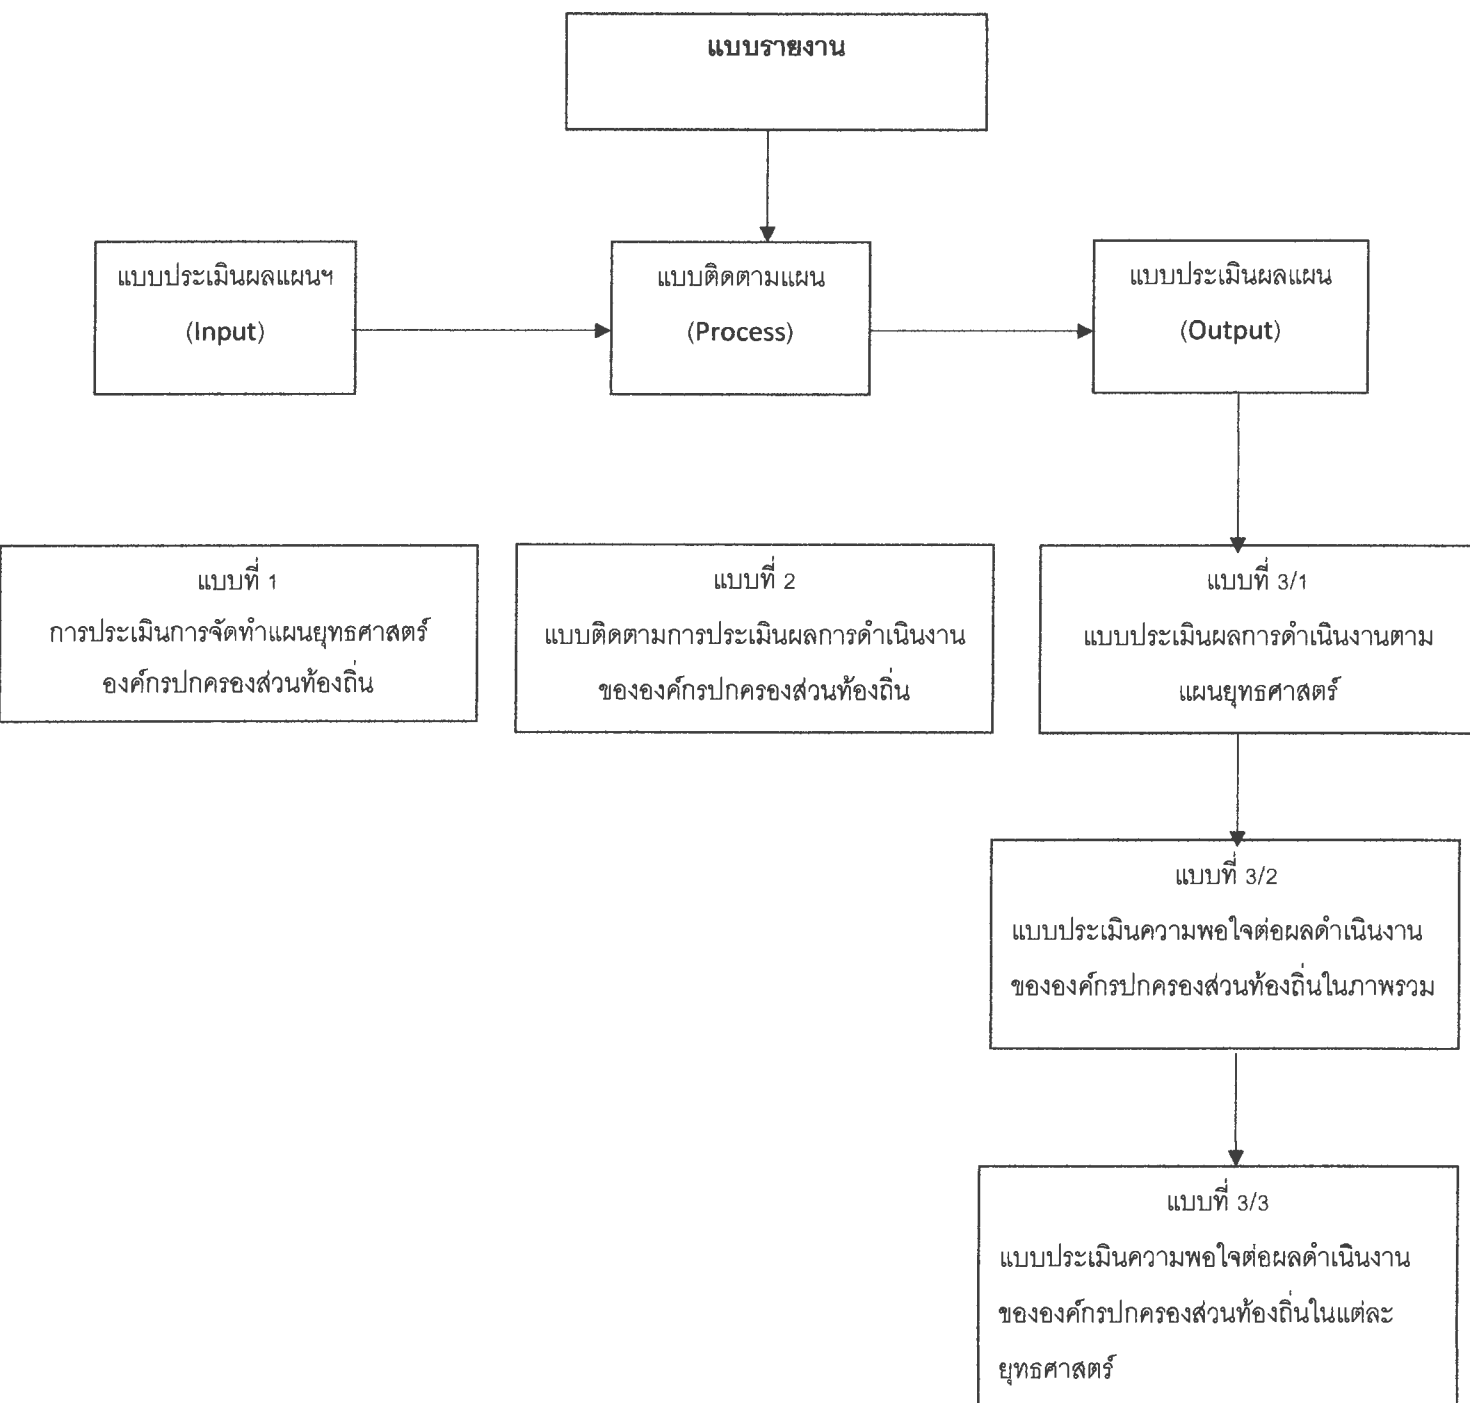 แบบรายงาน
แบบประเมินผลแผนฯ
(Input)
แบบติดตามแผน
(Process)
แบบประเมินผลแผน
(Output)
แบบที่ 1
การประเมินการจัดทำแผนยุทธศาสตร์
องค์กรปกครองส่วนท้องถิ่น
แบบที่ 2
แบบติดตามการประเมินผลการดำเนินงาน
ขององค์กรปกครองส่วนท้องถิ่น
แบบที่ 3/1
แบบประเมินผลการดำเนินงานตาม
แผนยุทธศาสตร์
แบบที่ 3/2
แบบประเมินความพอใจต่อผลดำเนินงาน
ขององค์กรปกครองส่วนท้องถิ่นในภาพรวม
แบบที่ 3/3
แบบประเมินความพอใจต่อผลดำเนินงาน
ขององค์กรปกครองส่วนท้องถิ่นในแต่ละ
ยุทธศาสตร์